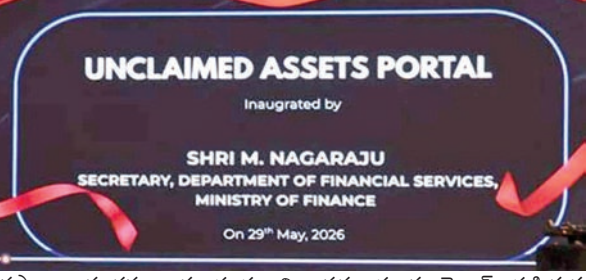 UNCLAIMED ASSETS PORTAL
Inaugrated by
SHRI M. NAGARAJU
SECRETARY, DEPARTMENT OF FINANCIAL SERVICES,
MINISTRY OF FINANCE
On 29th May, 2026